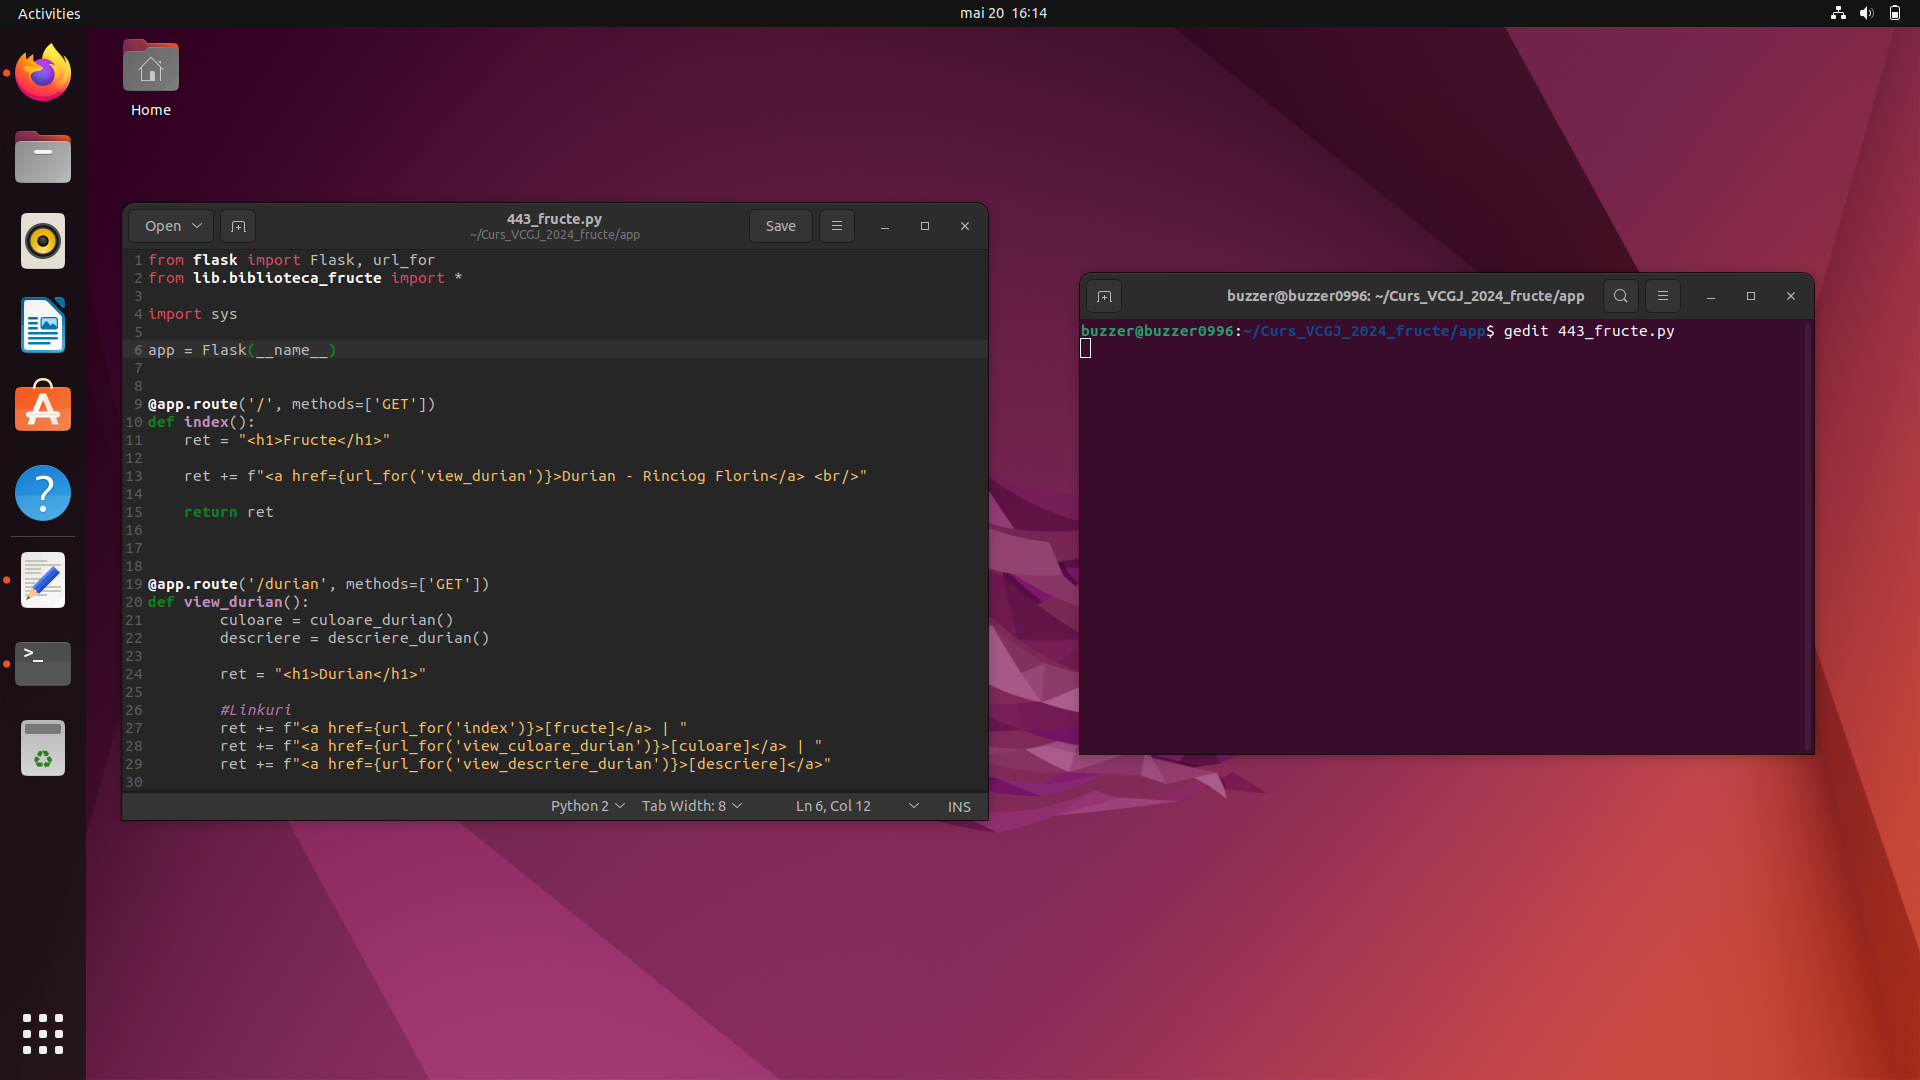 Activities
mai 20 16:14
Home
Open
443_fructe.py
~/Curs_VCGJ_2024_fructe/app
Save
1 from flask import Flask, url_for
2 from lib.biblioteca_fructe import *
3
4 import sys
5
6 app = Flask(__name__)
7
8
9 @app.route('/', methods=['GET'])
10 def index():
11     ret = "<h1>Fructe</h1>"
12
13     ret += f"<a href={url_for('view_durian')}>Durian - Rinciog Florin</a> <br/>"
14
15     return ret
16
17
18
19 @app.route('/durian', methods=['GET'])
20 def view_durian():
21         culoare = culoare_durian()
22         descriere = descriere_durian()
23
24         ret = "<h1>Durian</h1>"
25
26         #Linkuri
27         ret += f"<a href={url_for('index')}>[fructe]</a> | "
28         ret += f"<a href={url_for('view_culoare_durian')}>[culoare]</a> | "
29         ret += f"<a href={url_for('view_descriere_durian')}>[descriere]</a>"
30
Python 2
Tab Width: 8
Ln 6, Col 12
INS
buzzer@buzzer0996: ~/Curs_VCGJ_2024_fructe/app
buzzer@buzzer0996:~/Curs_VCGJ_2024_fructe/app$ gedit 443_fructe.py